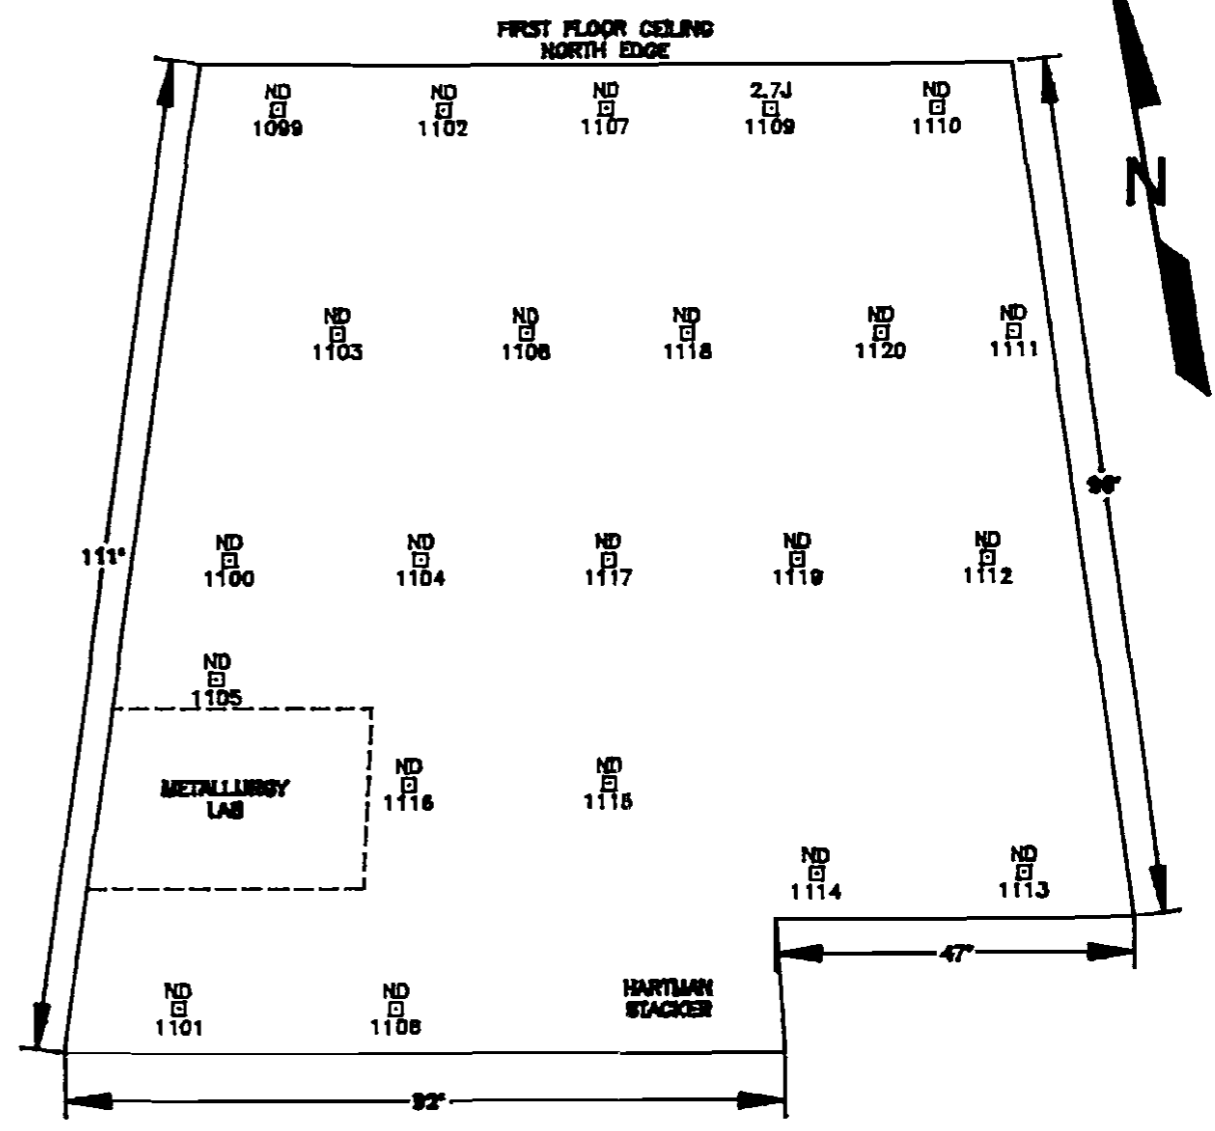 FIRST FLOOR CEILING
NORTH EDGE
ND ND ND 2.7J ND
1099 1102 1107 1109 1110
N
ND ND ND ND ND
1103 1118 1120 1111
96'
111'
ND ND ND ND ND
1100 1104 1117 1119 1112
ND
1105
METALLURGY
LAB
ND ND
1116 1115
ND ND
1114 1113
47'
HARTMAN
STACKER
ND ND
1101
92'